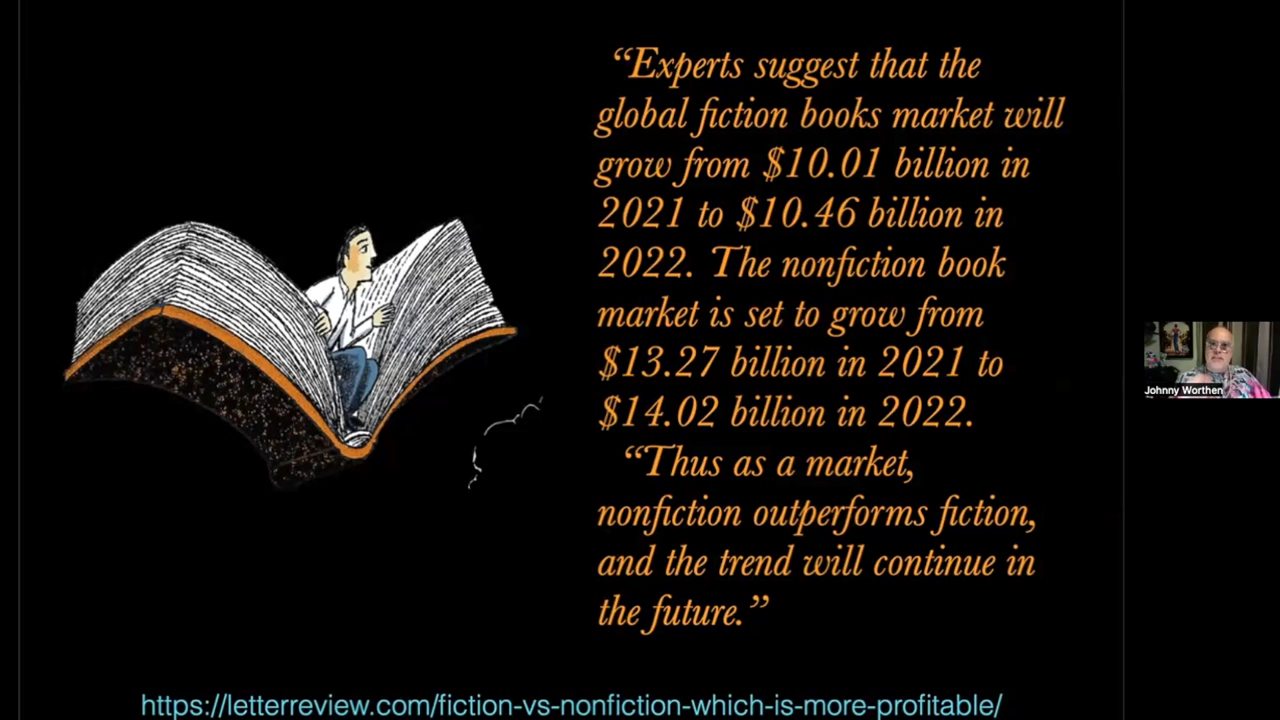 “Experts suggest that the
global fiction books market will
grow from $10.01 billion in
2021 to $10.46 billion in
2022. The nonfiction book
market is set to grow from
$13.27 billion in 2021 to
$14.02 billion in 2022.
“Thus as a market,
nonfiction outperforms fiction,
and the trend will continue in
the future.”
Johnny Worthen
https://letterreview.com/fiction-vs-nonfiction-which-is-more-profitable/